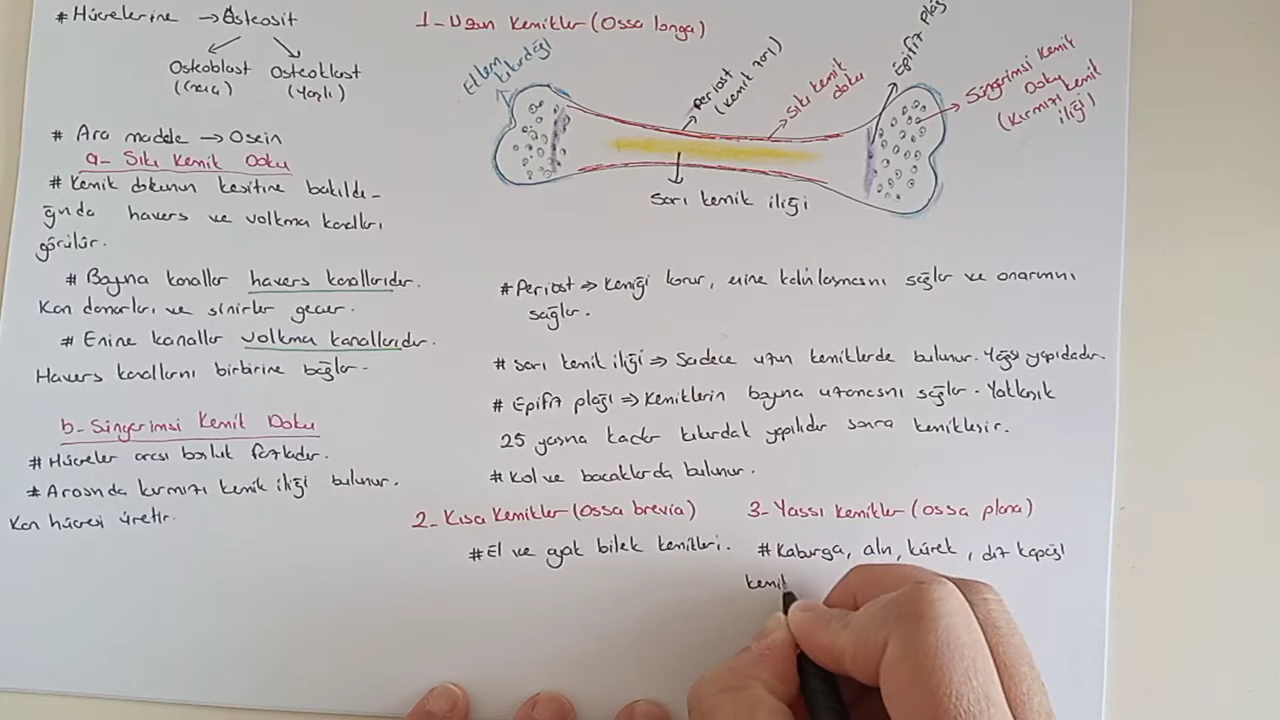 * Hücrelerine → Osteosit
Osteoblast
(Genç)
Osteoklast
(Yaşlı)
# Ara madde → Osein
a- Sıkı Kemik Doku
# Kemik dokunun kesitine bakıldı-
ğında havers ve volkma kanalları
görülür.
# Boyuna kanallar havers kanallarıdır.
Kan damarları ve sinirler geçer.
# Enine kanallar volkma kanallarıdır.
Havers kanallarını birbirine bağlar.
b- Süngerimsi Kemik Doku
# Hücreler arası boşluk fazladır.
* Arasında kırmızı kemik iliği bulunur.
Kan hücresi üretir.
1- Uzun Kemikler (Ossa longa)
Eklem
kıkırdağı
Periost
(Kemik zarı)
Sıkı kemik
doku
Epifiz plağı
Süngerimsi Kemik
Doku
(Kırmızı kemik
iliği)
Sarı kemik iliği
# Periost ⇒ Kemiği korur, enine kalınlaşmasını sağlar ve onarımını
sağlar.
# Sarı kemik iliği ⇒ Sadece uzun kemiklerde bulunur. Yağsı yapıdadır.
# Epifiz plağı ⇒ Kemiklerin boyuna uzamasını sağlar. Yaklaşık
25 yaşına kadar kıkırdak yapılıdır sonra kemikleşir.
# Kol ve bacaklarda bulunur.
2- Kısa Kemikler (Ossa brevia)
# El ve ayak bilek kemikleri.
3- Yassı Kemikler (ossa plana)
# Kaburga, alın, kürek, diz kapağı
kemik